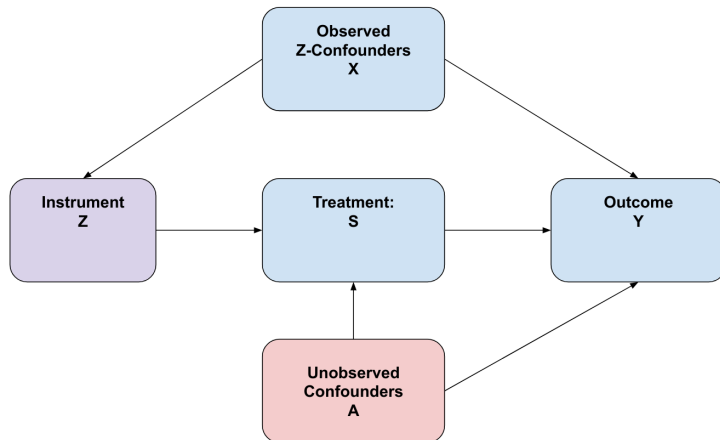 Observed
Z-Confounders
X
Instrument
Z
Treatment:
S
Outcome
Y
Unobserved
Confounders
A